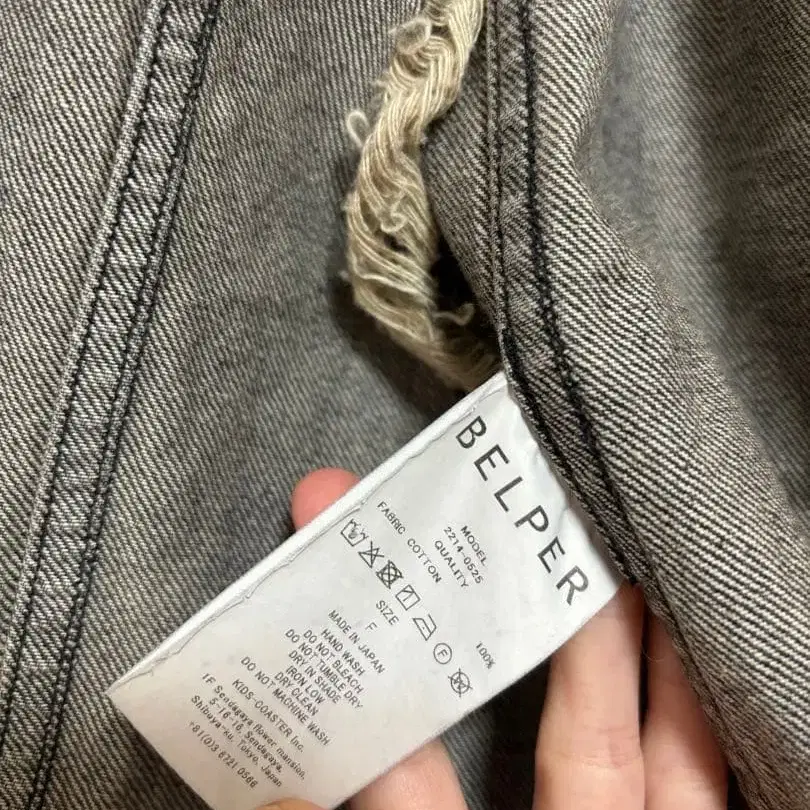 BELPER
MODEL
2214-0525
QUALITY
FABRIC COTTON 100%
SIZE
F
MADE IN JAPAN
HAND WASH
DO NOT BLEACH
DO NOT TUMBLE DRY
DRY IN SHADE
IRON LOW
DRY CLEAN
DO NOT MACHINE WASH
KIDS-COASTER Inc.
1F Sendagaya flower mansion,
5-16-16, Sendagaya,
Shibuya-ku, Tokyo, Japan
+81(0)3 6721 0566